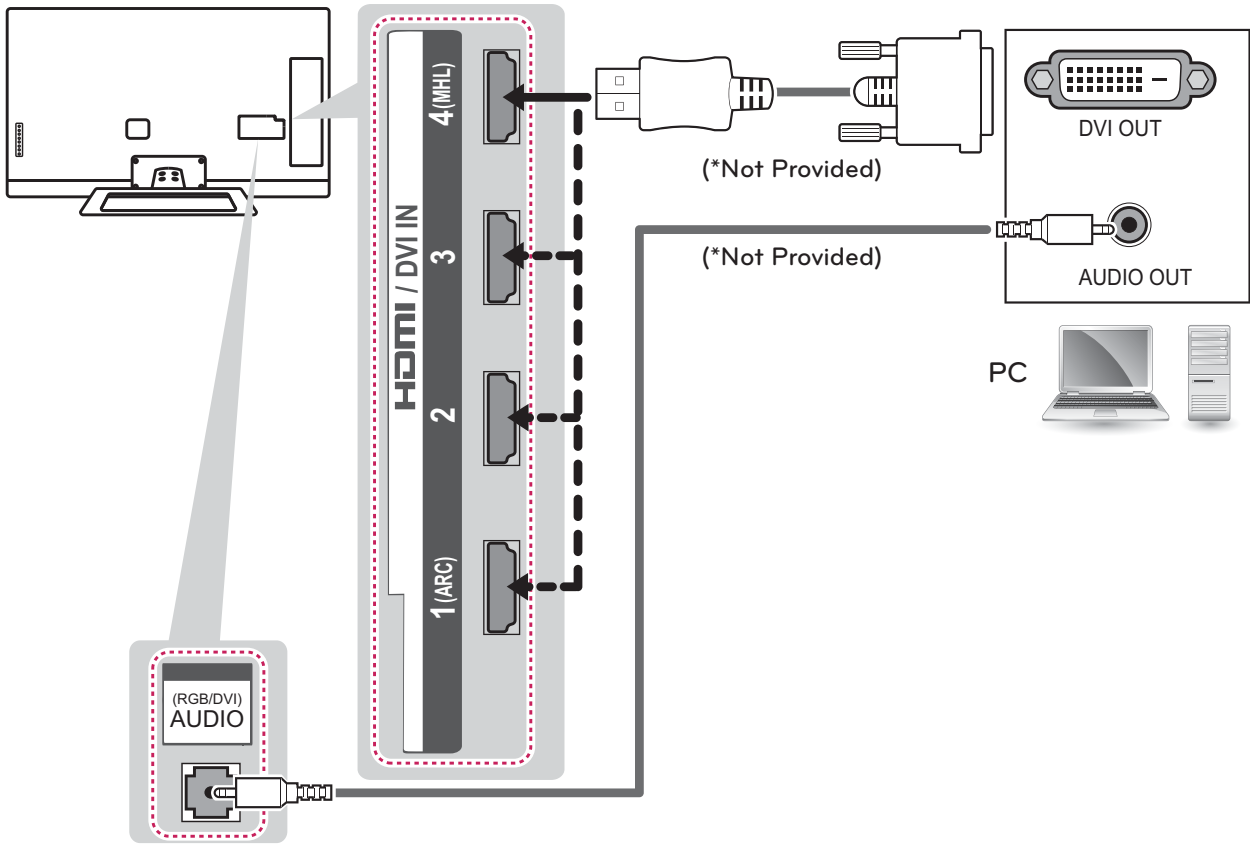 4(MHL)
3
2
1(ARC)
HDMI / DVI IN
(*Not Provided)
(*Not Provided)
DVI OUT
AUDIO OUT
PC
(RGB/DVI)
AUDIO